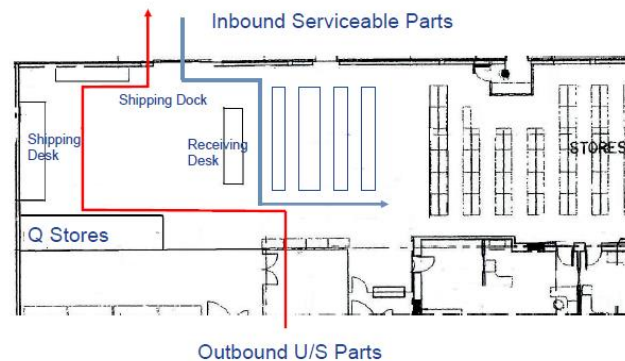 Inbound Serviceable Parts
Shipping Dock
Shipping
Desk
Receiving
Desk
STORES
Q Stores
Outbound U/S Parts